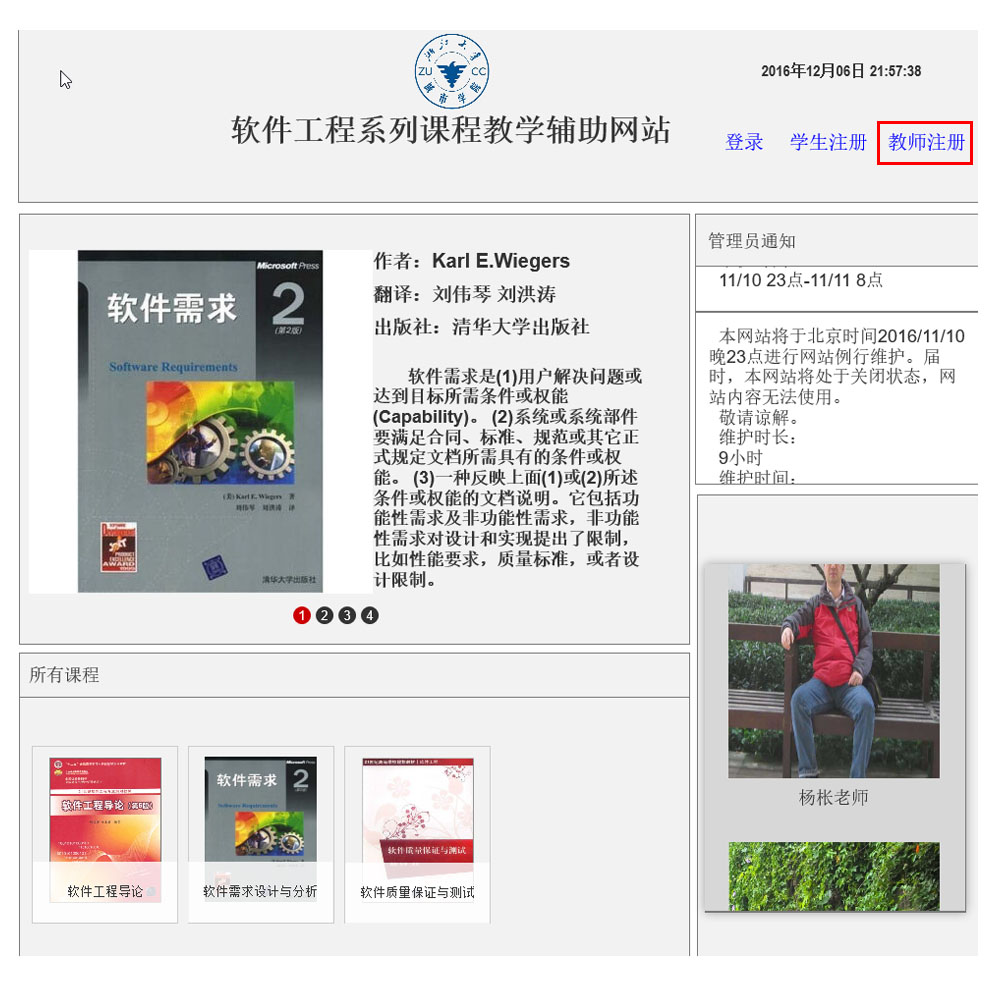 浙江大学
ZU CC
城市学院
2016年12月06日 21:57:38
软件工程系列课程教学辅助网站
登录 学生注册 教师注册
Microsoft Press
软件需求 2
(第2版)
Software Requirements
(美) Karl E. Wiegers 著
刘伟琴 刘洪涛 译
PRODUCT
EXCELLENCE
AWARD
清华大学出版社
作者：Karl E.Wiegers
翻译：刘伟琴 刘洪涛
出版社：清华大学出版社
软件需求是(1)用户解决问题或
达到目标所需条件或权能
(Capability)。 (2)系统或系统部件
要满足合同、标准、规范或其它正
式规定文档所需具有的条件或权
能。 (3)一种反映上面(1)或(2)所述
条件或权能的文档说明。它包括功
能性需求及非功能性需求，非功能
性需求对设计和实现提出了限制，
比如性能要求，质量标准，或者设
计限制。
1 2 3 4
管理员通知
11/10 23点-11/11 8点
本网站将于北京时间2016/11/10
晚23点进行网站例行维护。届
时，本网站将处于关闭状态，网
站内容无法使用。
敬请谅解。
维护时长：
9小时
维护时间：
杨枨老师
所有课程
软件工程导论（第6版）
软件工程导论
Microsoft Press
软件需求 2
Software Requirements
软件需求设计与分析
软件质量保证与测试
软件质量保证与测试